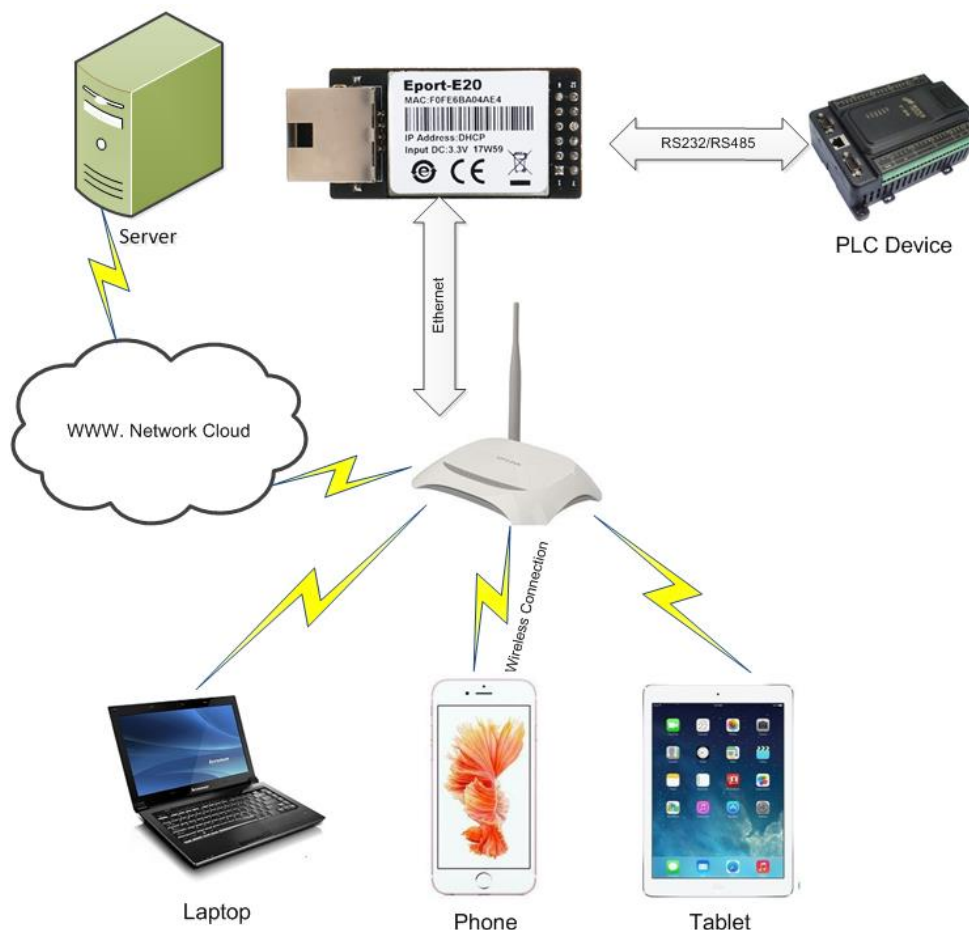 Eport-E20
MAC:F0FE6BA04AE4
IP Address:DHCP
Input DC:3.3V 17W59
RS232/RS485
PLC Device
Server
Ethernet
WWW. Network Cloud
Wireless Connection
Laptop
Phone
Tablet